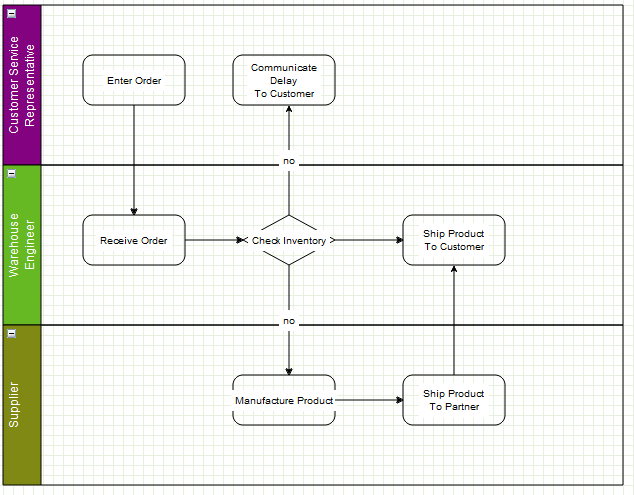 Customer Service
Representative
Enter Order
Communicate
Delay
To Customer
no
Warehouse
Engineer
Receive Order
Check Inventory
Ship Product
To Customer
no
Supplier
Manufacture Product
Ship Product
To Partner